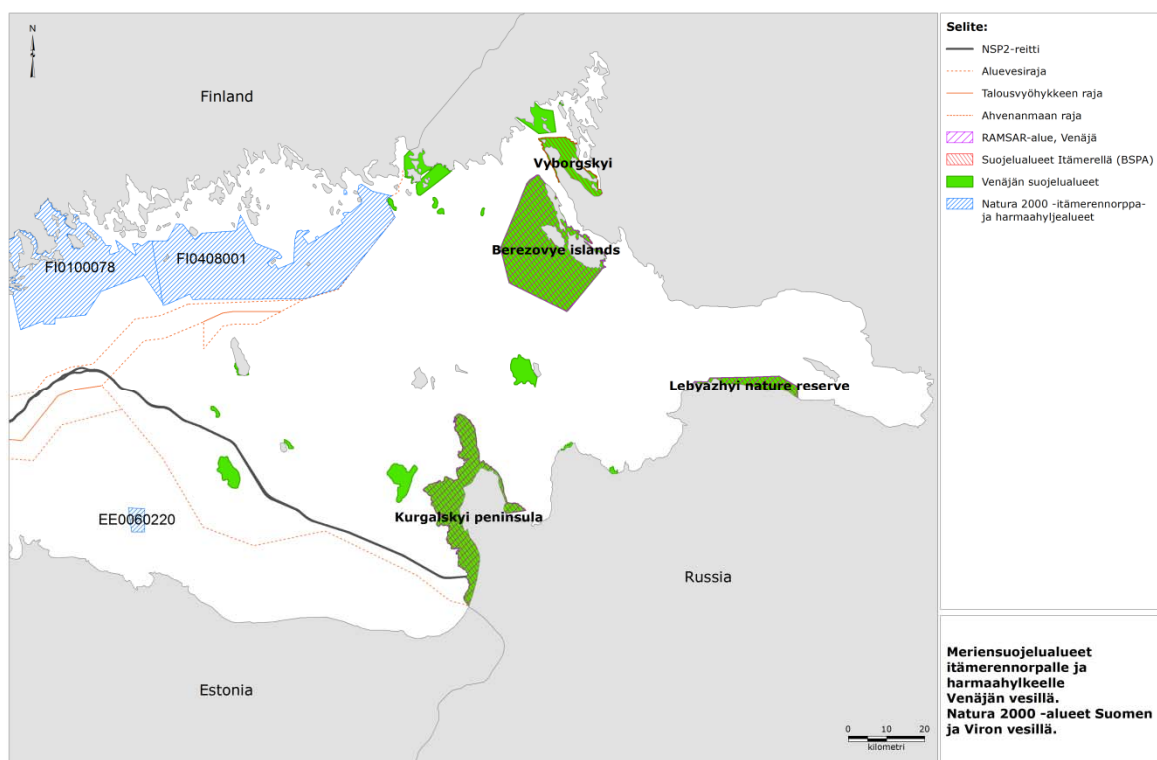 N
Finland
Vyborgskyi
Berezovye islands
FI0100078
FI0408001
Lebyazhyi nature reserve
EE0060220
Kurgalskyi peninsula
Russia
Estonia
0 10 20
kilometri
Selite:
NSP2-reitti
Aluevesiraja
Talousvyöhykkeen raja
Ahvenanmaan raja
RAMSAR-alue, Venäjä
Suojelualueet Itämerellä (BSPA)
Venäjän suojelualueet
Natura 2000 -itämerennorppa-
ja harmaahyljealueet
Meriensuojelualueet
itämerennorpalle ja
harmaahylkeelle
Venäjän vesillä.
Natura 2000 -alueet Suomen
ja Viron vesillä.